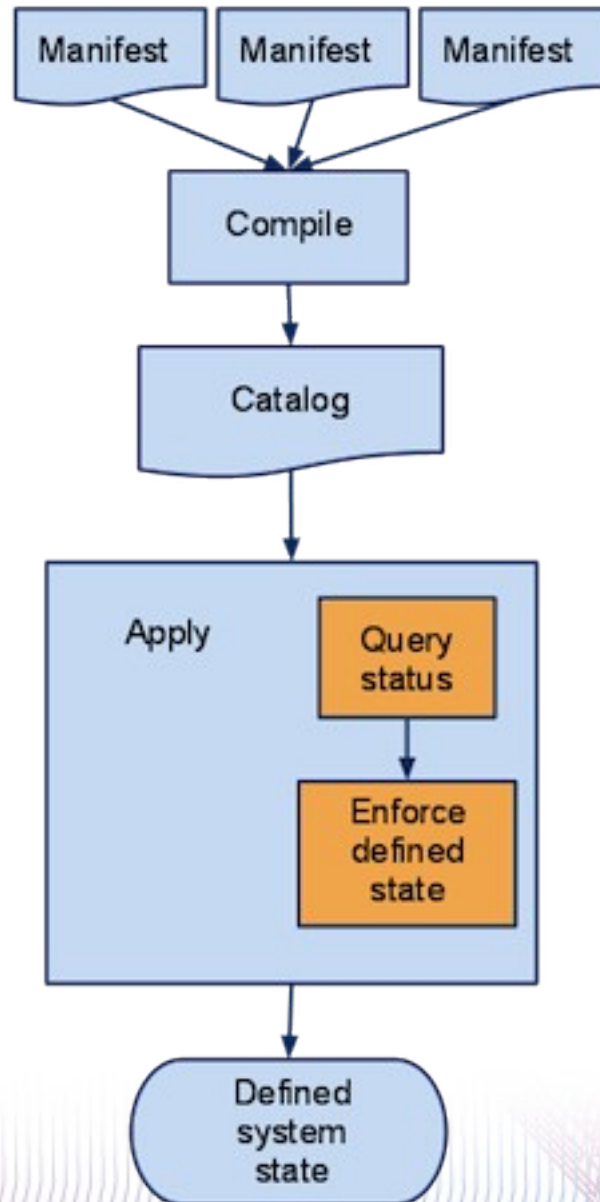 Manifest Manifest Manifest
Compile
Catalog
Apply
Query
status
Enforce
defined
state
Defined
system
state